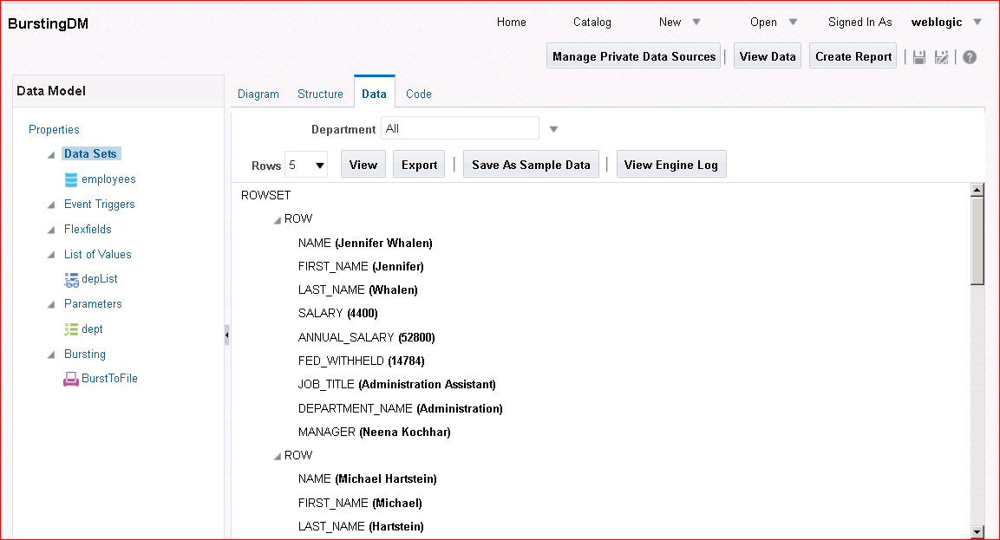 BurstingDM
Home Catalog New Open Signed In As weblogic
Manage Private Data Sources View Data Create Report
Data Model
Properties
Data Sets
employees
Event Triggers
Flexfields
List of Values
depList
Parameters
dept
Bursting
BurstToFile
Diagram Structure Data Code
Department All
Rows 5 View Export Save As Sample Data View Engine Log
ROWSET
ROW
NAME (Jennifer Whalen)
FIRST_NAME (Jennifer)
LAST_NAME (Whalen)
SALARY (4400)
ANNUAL_SALARY (52800)
FED_WITHHELD (14784)
JOB_TITLE (Administration Assistant)
DEPARTMENT_NAME (Administration)
MANAGER (Neena Kochhar)
ROW
NAME (Michael Hartstein)
FIRST_NAME (Michael)
LAST_NAME (Hartstein)